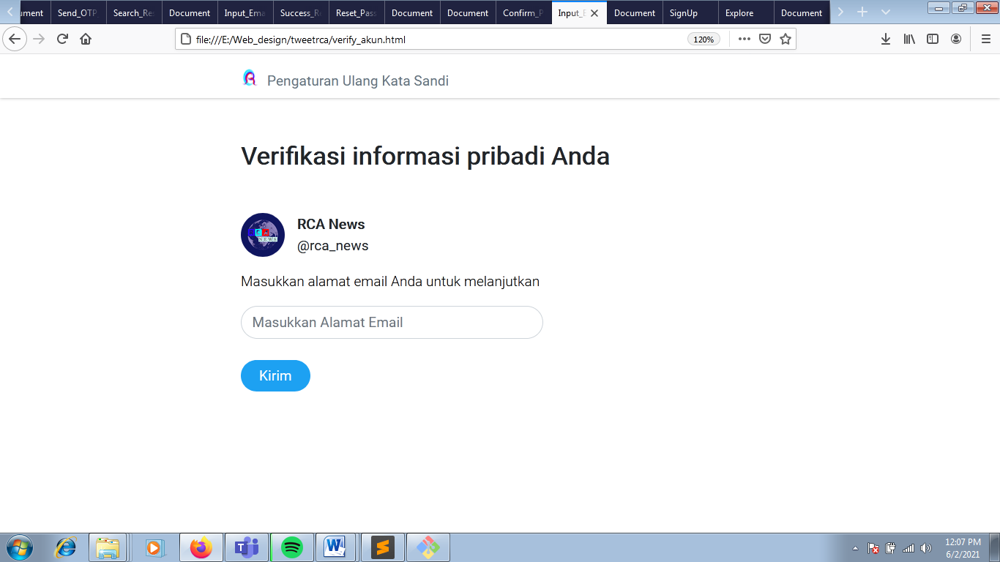 ument Send_OTP_ Search_Re Document Input_Ema Success_R Reset_Pass Document Document Confirm_P Input_E Document SignUp Explore Document
file:///E:/Web_design/tweetrca/verify_akun.html 120%
Pengaturan Ulang Kata Sandi
Verifikasi informasi pribadi Anda
RCA News
@rca_news
Masukkan alamat email Anda untuk melanjutkan
Masukkan Alamat Email
Kirim
12:07 PM
6/2/2021